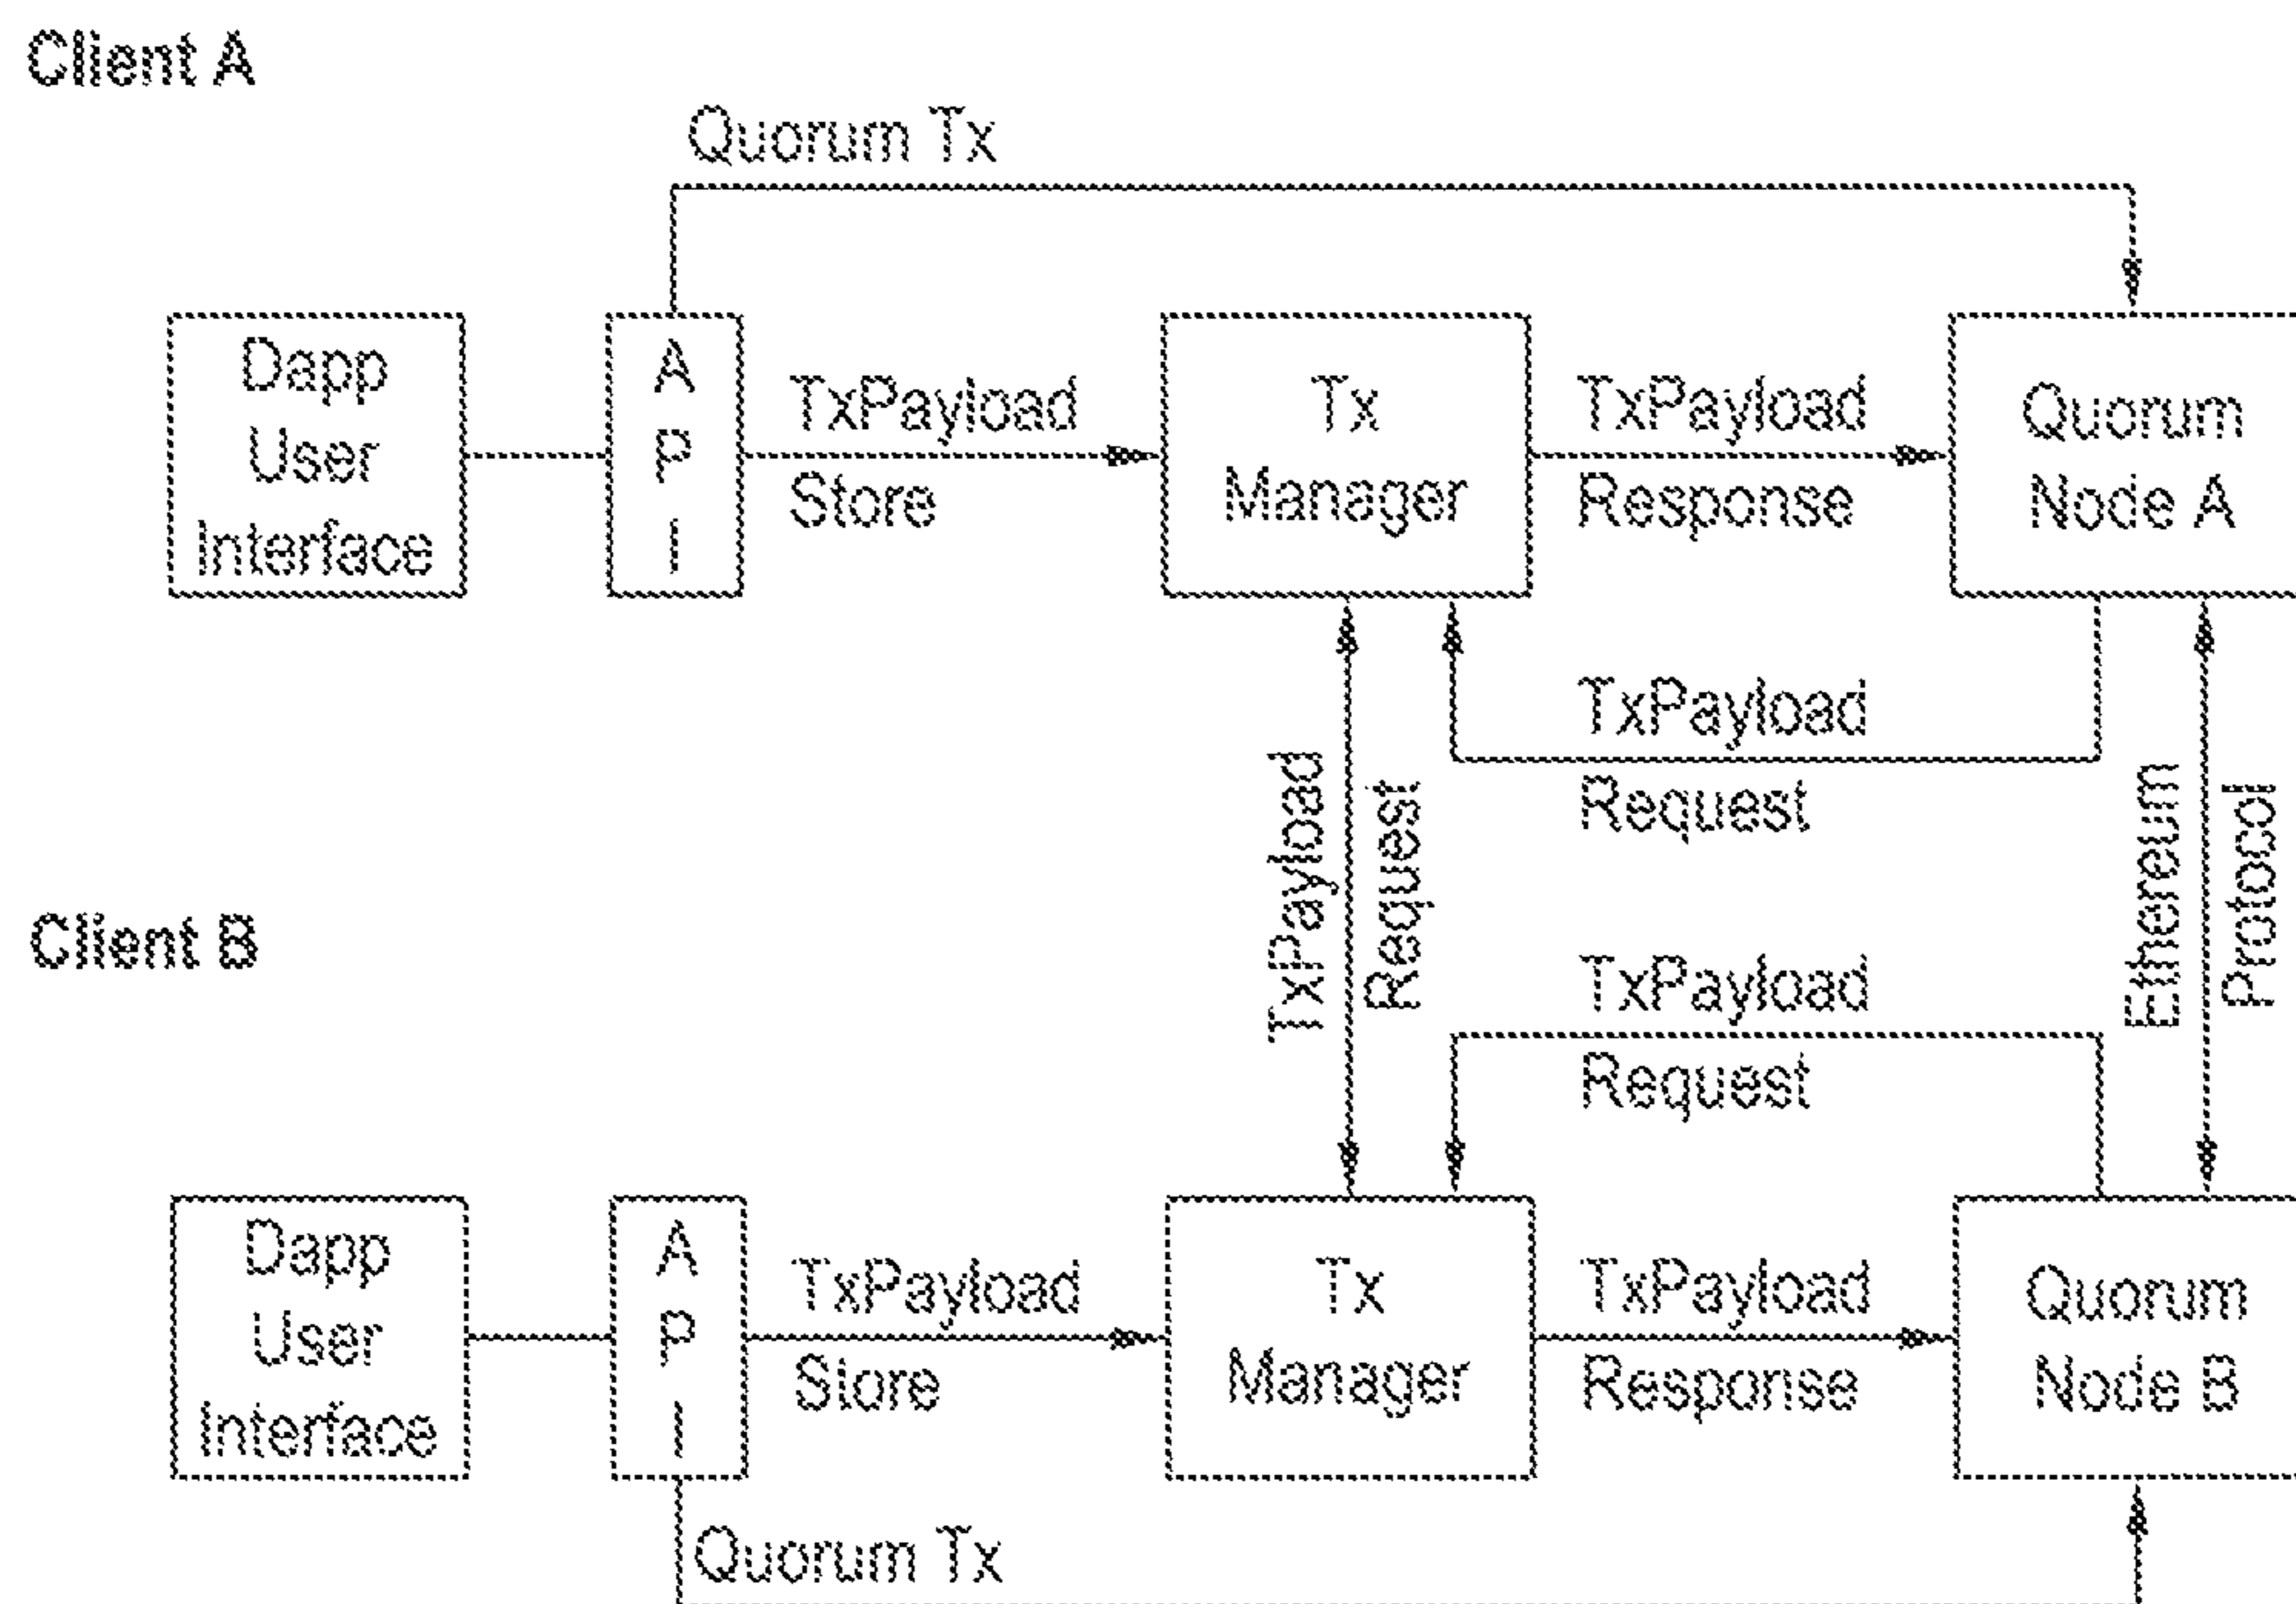 Client A
Quorum Tx
Dapp
User
Interface
A
P
I
TxPayload
Store
Tx
Manager
TxPayload
Response
Quorum
Node A
TxPayload
Request
TxPayload
Request
Ethereum
Protocol
Client B
TxPayload
Request
Dapp
User
Interface
A
P
I
TxPayload
Store
Tx
Manager
TxPayload
Response
Quorum
Node B
Quorum Tx